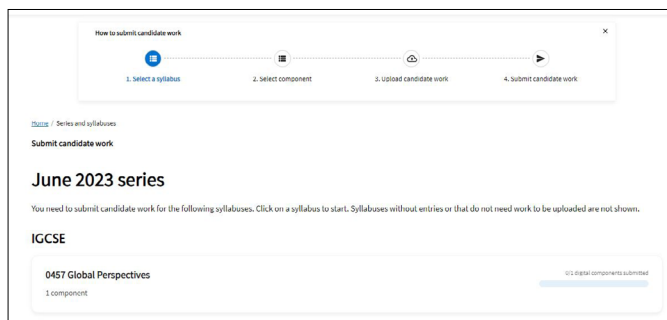 How to submit candidate work
×
1. Select a syllabus
2. Select component
3. Upload candidate work
4. Submit candidate work
Home / Series and syllabuses
Submit candidate work
June 2023 series
You need to submit candidate work for the following syllabuses. Click on a syllabus to start. Syllabuses without entries or that do not need work to be uploaded are not shown.
IGCSE
0457 Global Perspectives
0/1 digital components submitted
1 component